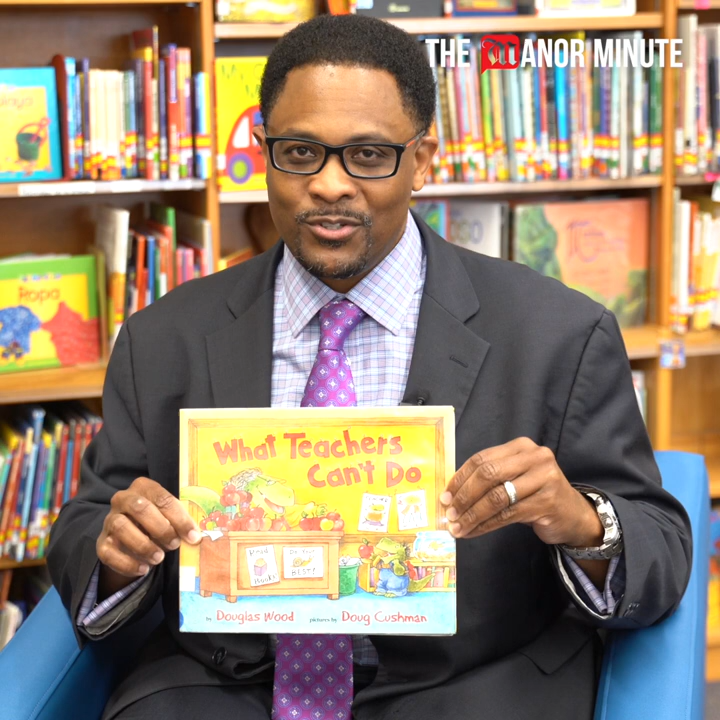 THE MANOR MINUTE
Ropa
What Teachers
Can't Do
Read
Books!
Do Your
BEST!
by Douglas Wood pictures by Doug Cushman